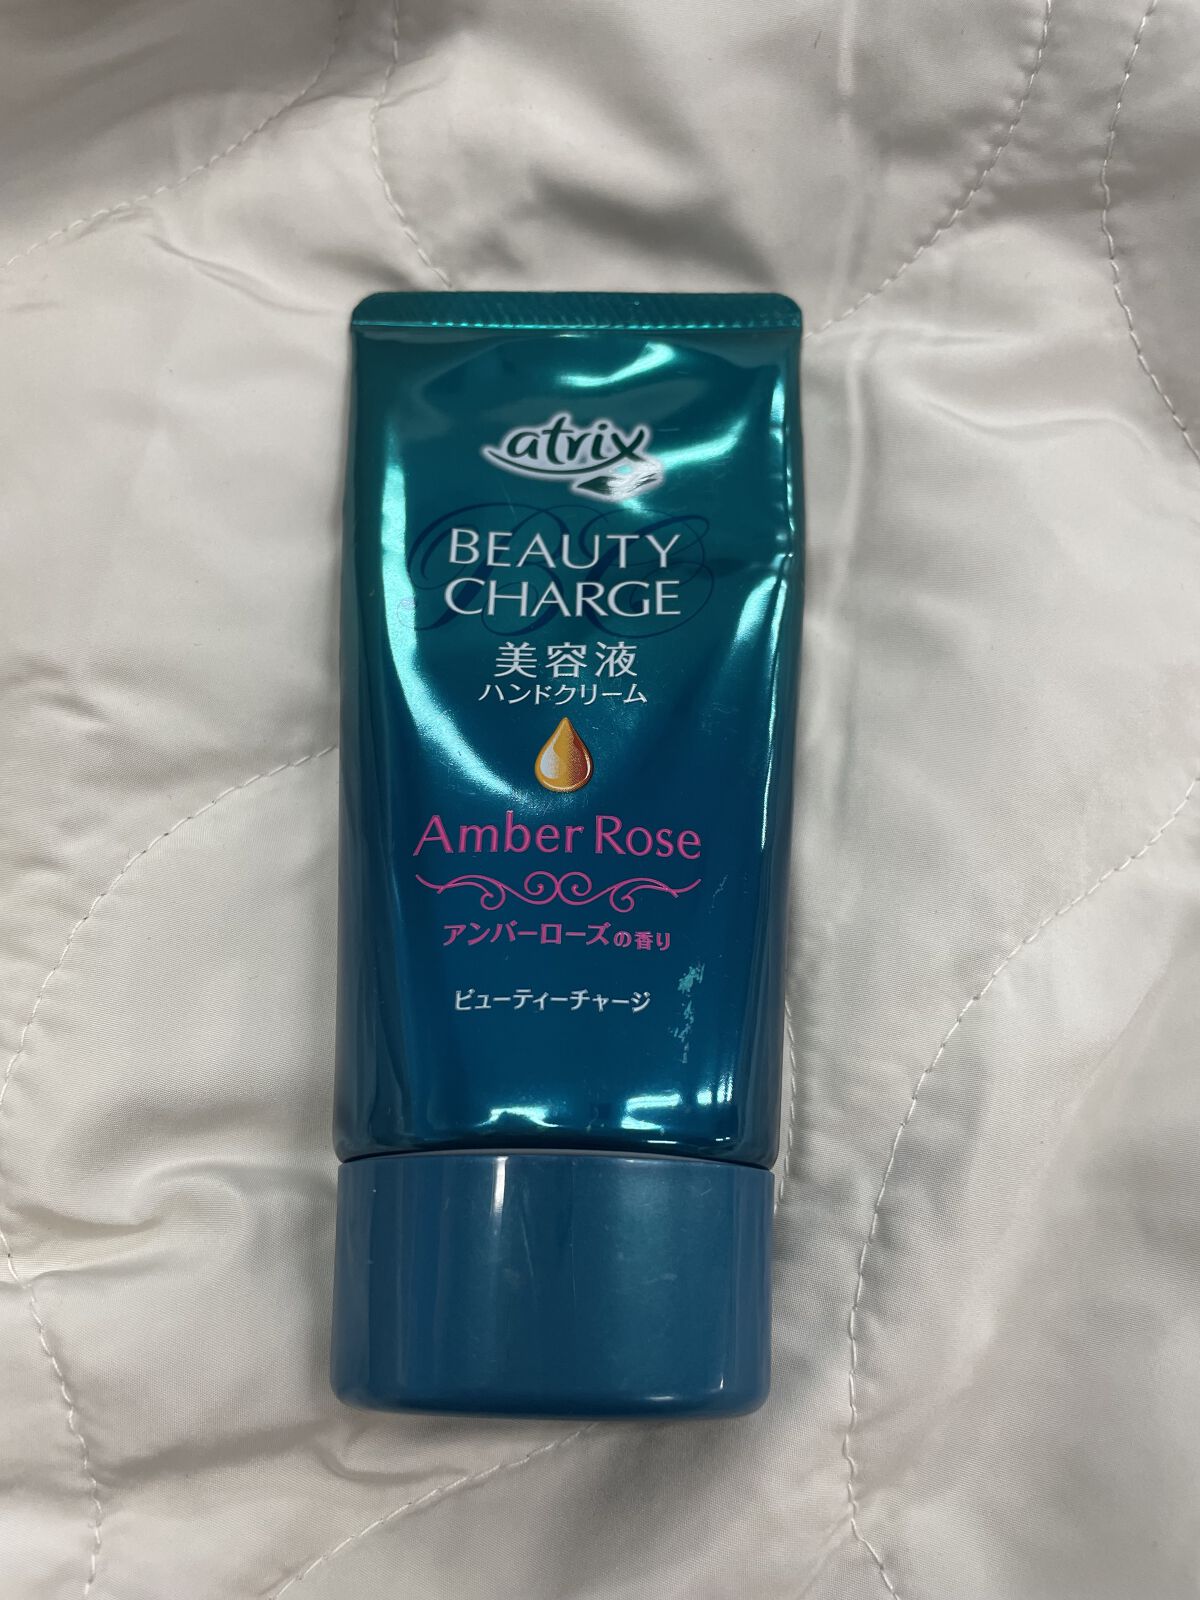 atrix
BEAUTY
CHARGE
美容液
ハンドクリーム
Amber Rose
アンバーローズの香り
ビューティーチャージ